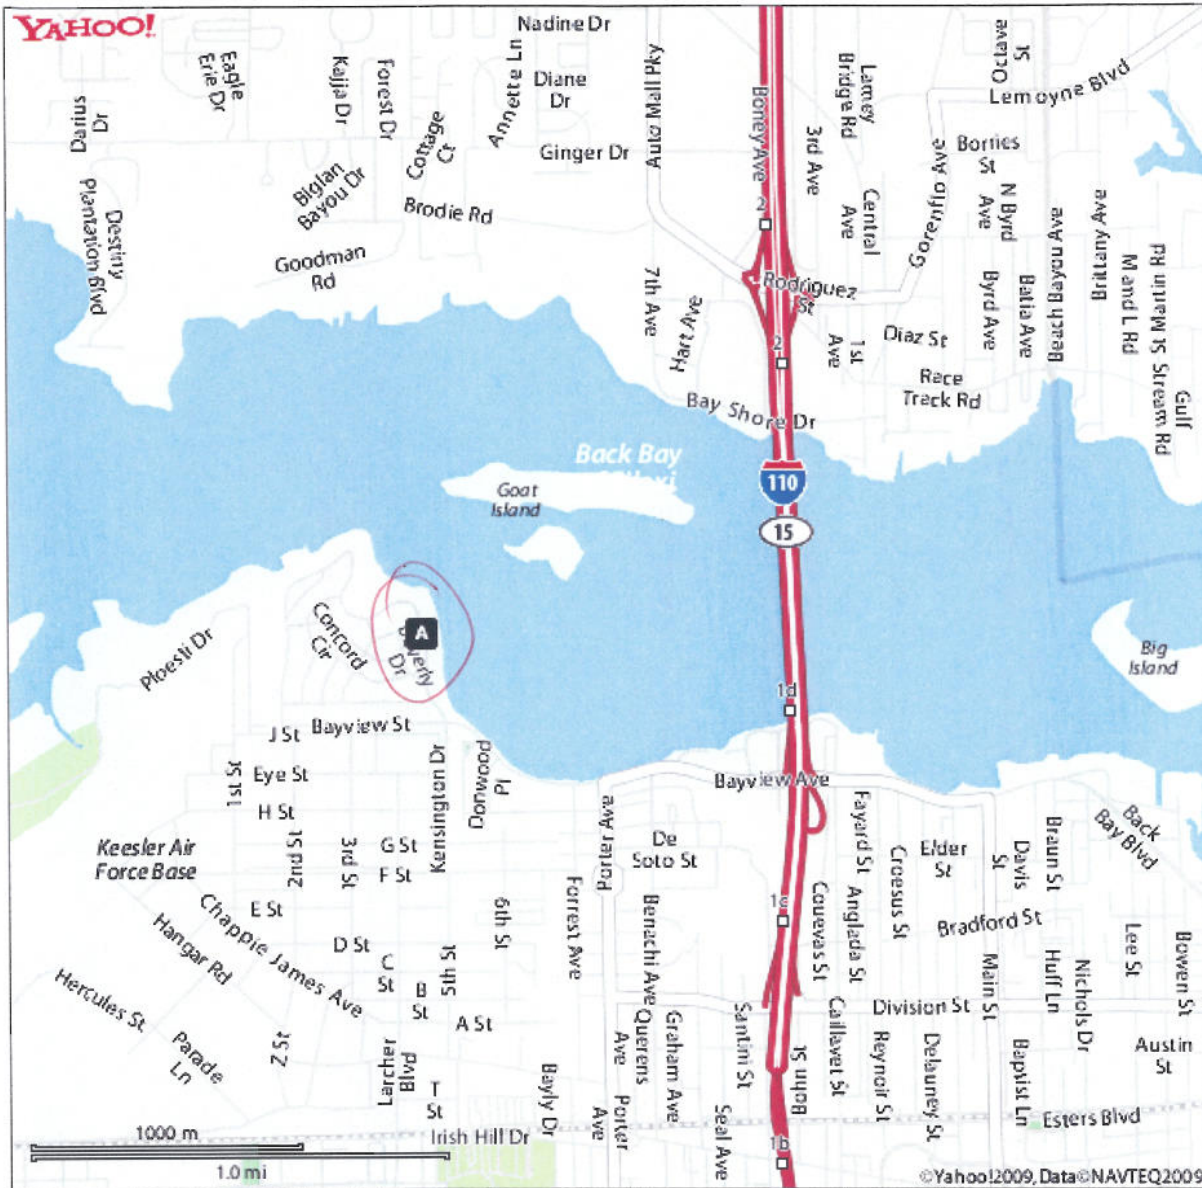 YAHOO!
Nadine Dr
Eagle
Erie Dr
Kajja Dr
Forest Dr
Annette Ln
Diane
Dr
Auto Mall Pky
Boney Ave
Lamey
Bridge Rd
Lemoyne Blvd
Darius
Dr
Cottage
Ct
Ginger Dr
3rd Ave
Gorenflo Ave
Borries
St
Biglan
Bayou Dr
Brodie Rd
2
Central
Ave
N Byrd
Ave
Beach Bayou Ave
Brittany Ave
Destiny
Plantation Blvd
Goodman
Rd
7th Ave
Hart Ave
Rodriguez
St
Byrd Ave
Batia Ave
M and L Rd
St Martin Rd
2
1st
Ave
Diaz St
Race
Track Rd
Gulf
Stream Rd
Bay Shore Dr
Back Bay
Goat
Island
110
15
Ploesti Dr
Concord
Cir
A
Dr
Big
Island
1d
J St
Bayview St
Eye St
1st St
H St
Kensington Dr
Donwood
Pl
Bayview Ave
Porter Ave
Keesler Air
Force Base
2nd St
3rd St
G St
F St
De
Soto St
Fayard St
Croesus St
Elder
St
Davis
St
Braun St
Back
Bay Blvd
E St
Chappie James Ave
Hangar Rd
D St
C
St
B
St
5th St
6th St
Forrest Ave
Benachi Ave
1c
Couevas St
Anglada St
Bradford St
Main St
Huff Ln
Nichols Dr
Lee St
Bowen St
Hercules St
Parade
Ln
Z St
A St
Larcher
Blvd
T
St
Bayly Dr
Querens
Ave
Graham Ave
Santini St
Bohn St
Caillavet St
Division St
Reynoir St
Delauney St
Baptist Ln
Austin
St
Porter
Ave
Seal Ave
Esters Blvd
Irish Hill Dr
1b
1000 m
1.0 mi
©Yahoo!2009, Data©NAVTEQ2009